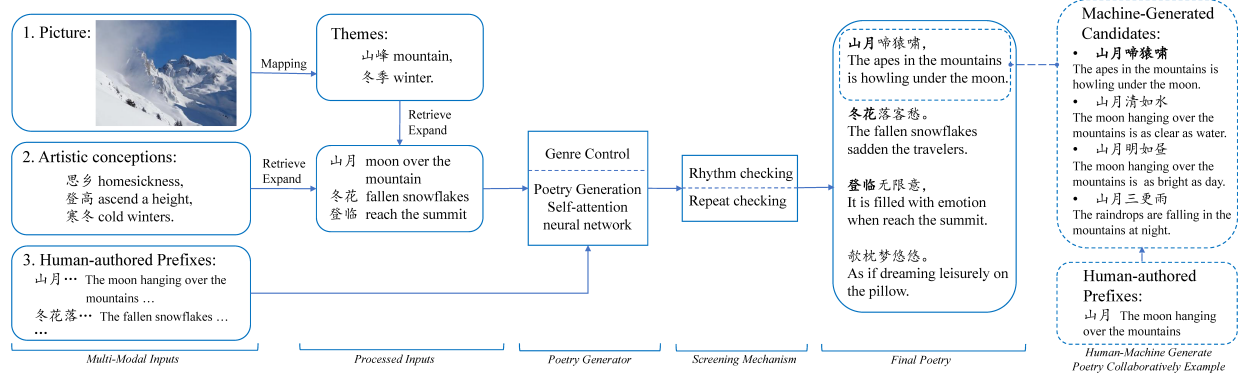 1. Picture:
Mapping
Themes:
山峰 mountain,
冬季 winter.
Retrieve
Expand
2. Artistic conceptions:
思乡 homesickness,
登高 ascend a height,
寒冬 cold winters.
Retrieve
Expand
山月 moon over the
mountain
冬花 fallen snowflakes
登临 reach the summit
3. Human-authored Prefixes:
山月… The moon hanging over the
mountains …
冬花落… The fallen snowflakes …
…
Genre Control
Poetry Generation
Self-attention
neural network
Rhythm checking
Repeat checking
山月啼猿啸，
The apes in the mountains
is howling under the moon.
冬花落客愁。
The fallen snowflakes
sadden the travelers.
登临无限意，
It is filled with emotion
when reach the summit.
欹枕梦悠悠。
As if dreaming leisurely on
the pillow.
Machine-Generated
Candidates:
• 山月啼猿啸
The apes in the mountains is
howling under the moon.
• 山月清如水
The moon hanging over the
mountains is as clear as water.
• 山月明如昼
The moon hanging over the
mountains is as bright as day.
• 山月三更雨
The raindrops are falling in the
mountains at night.
Human-authored
Prefixes:
山月 The moon hanging
over the mountains
Multi-Modal Inputs
Processed Inputs
Poetry Generator
Screening Mechanism
Final Poetry
Human-Machine Generate
Poetry Collaboratively Example